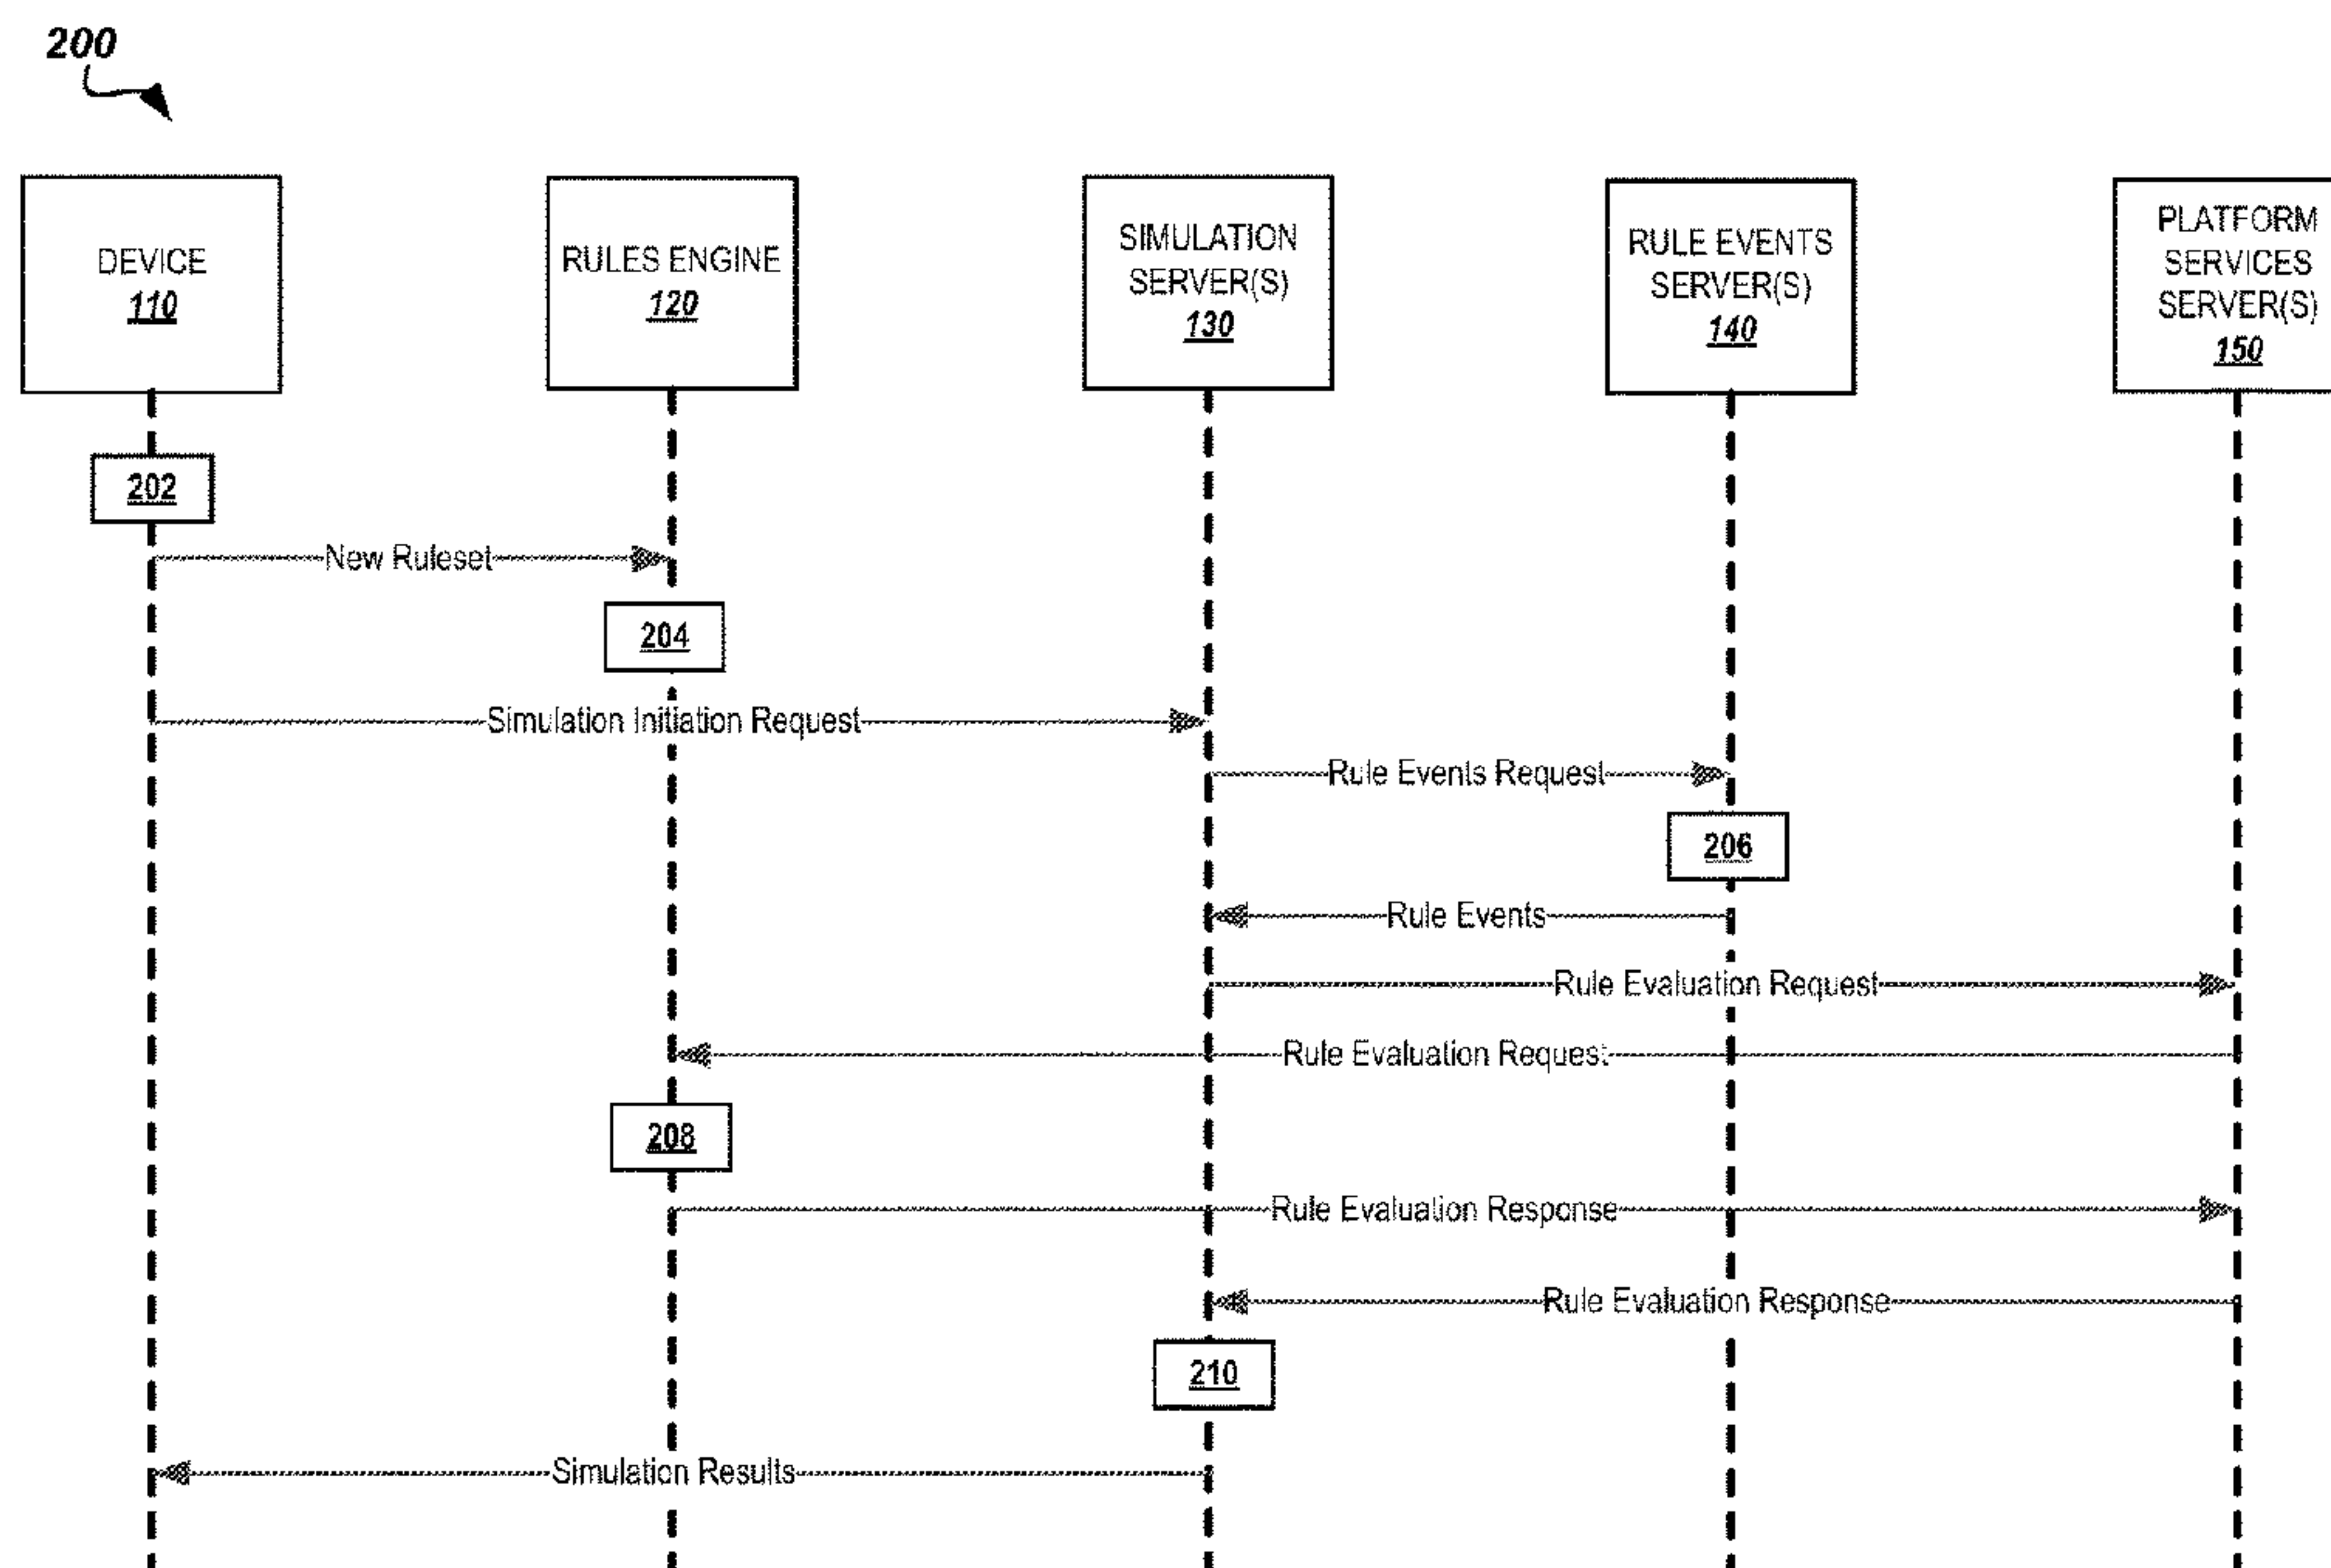 200
DEVICE
110
RULES ENGINE
120
SIMULATION
SERVER(S)
130
RULE EVENTS
SERVER(S)
140
PLATFORM
SERVICES
SERVER(S)
150
202
New Ruleset
204
Simulation Initiation Request
Rule Events Request
206
Rule Events
Rule Evaluation Request
Rule Evaluation Request
208
Rule Evaluation Response
Rule Evaluation Response
210
Simulation Results